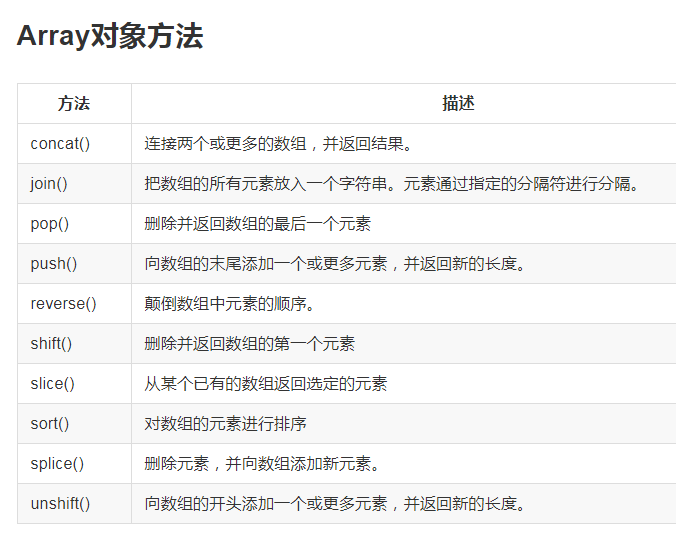 Array对象方法
方法 描述
concat() 连接两个或更多的数组，并返回结果。
join() 把数组的所有元素放入一个字符串。元素通过指定的分隔符进行分隔。
pop() 删除并返回数组的最后一个元素
push() 向数组的末尾添加一个或更多元素，并返回新的长度。
reverse() 颠倒数组中元素的顺序。
shift() 删除并返回数组的第一个元素
slice() 从某个已有的数组返回选定的元素
sort() 对数组的元素进行排序
splice() 删除元素，并向数组添加新元素。
unshift() 向数组的开头添加一个或更多元素，并返回新的长度。